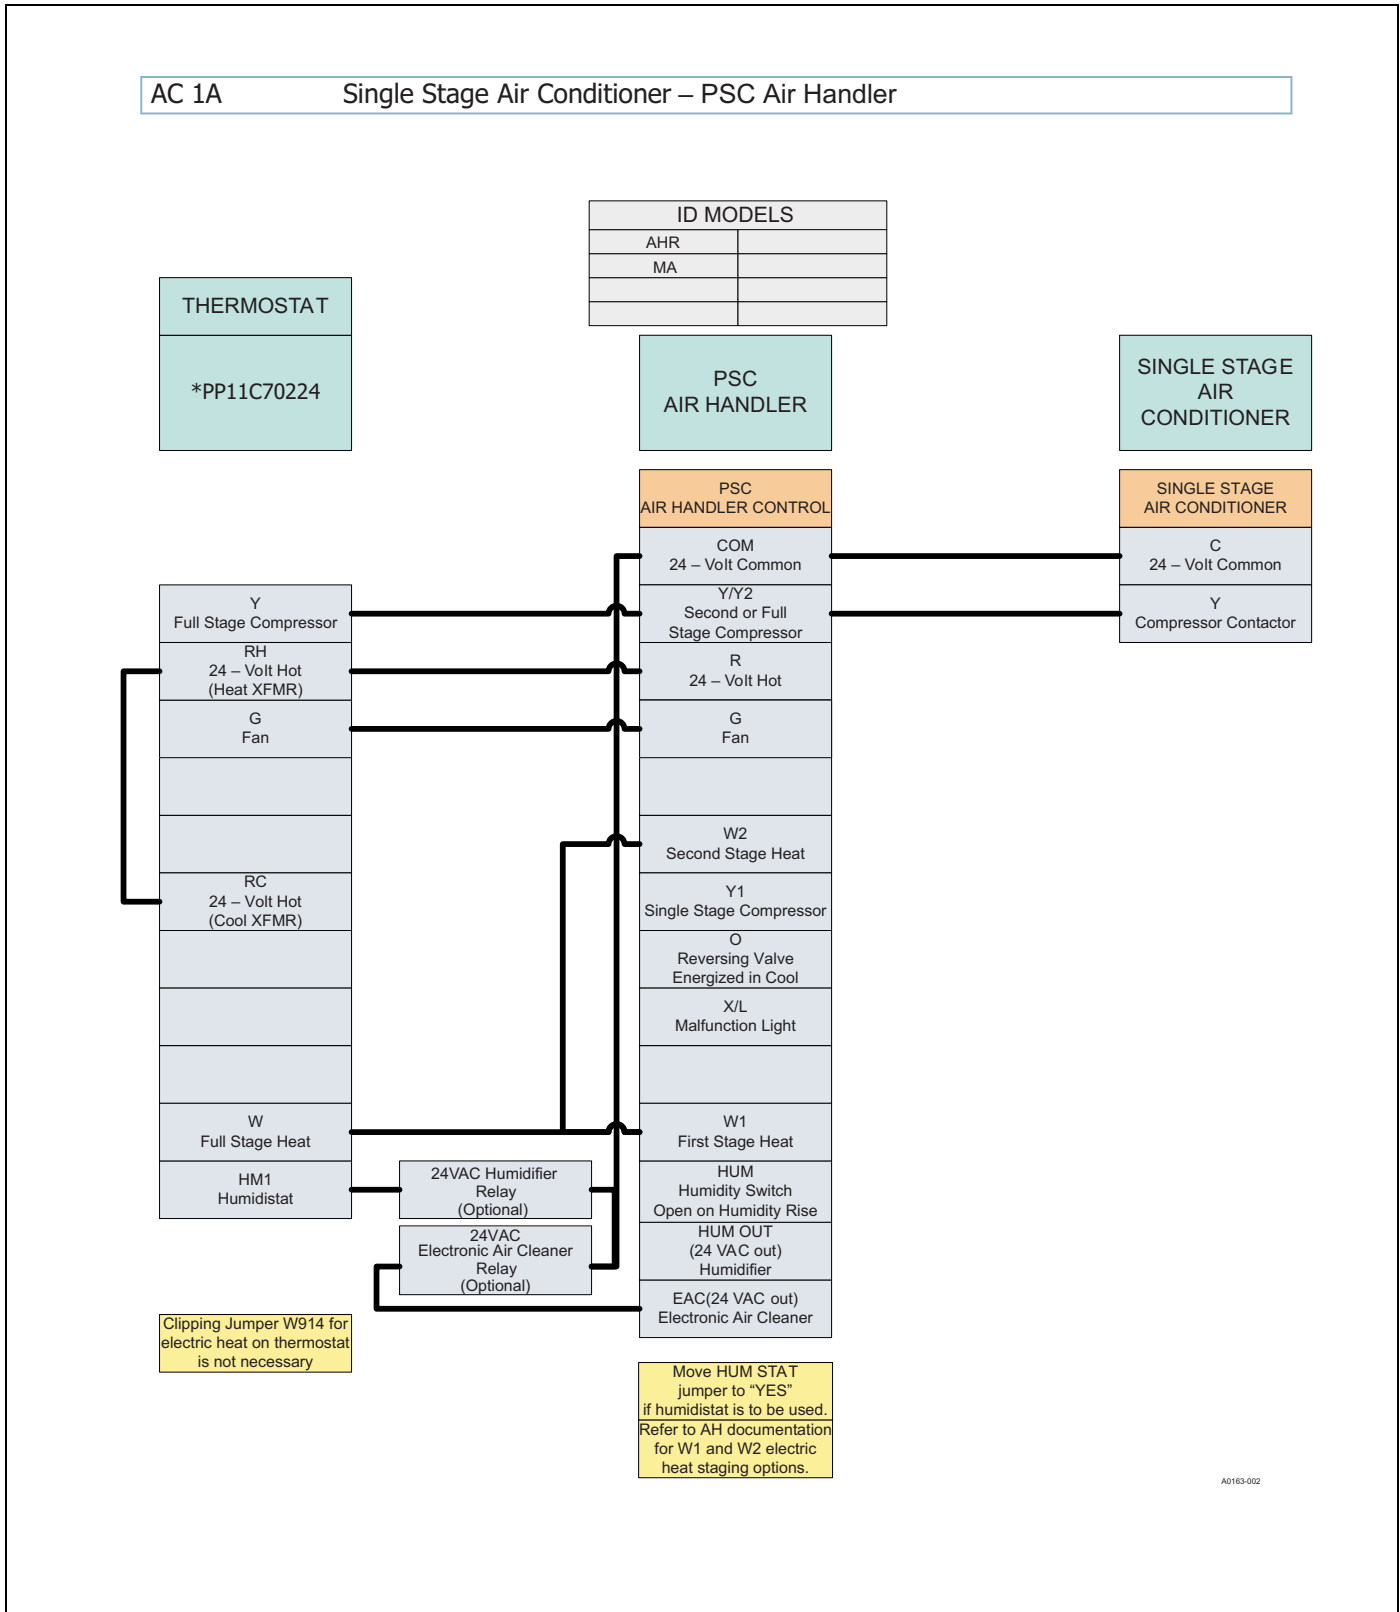 AC 1A Single Stage Air Conditioner – PSC Air Handler
ID MODELS
AHR
MA
THERMOSTAT
*PP11C70224
PSC
AIR HANDLER
SINGLE STAGE
AIR
CONDITIONER
PSC
AIR HANDLER CONTROL
SINGLE STAGE
AIR CONDITIONER
COM
24 – Volt Common
C
24 – Volt Common
Y
Full Stage Compressor
Y/Y2
Second or Full
Stage Compressor
Y
Compressor Contactor
RH
24 – Volt Hot
(Heat XFMR)
R
24 – Volt Hot
G
Fan
G
Fan
W2
Second Stage Heat
RC
24 – Volt Hot
(Cool XFMR)
Y1
Single Stage Compressor
O
Reversing Valve
Energized in Cool
X/L
Malfunction Light
W
Full Stage Heat
W1
First Stage Heat
HM1
Humidistat
24VAC Humidifier
Relay
(Optional)
HUM
Humidity Switch
Open on Humidity Rise
24VAC
Electronic Air Cleaner
Relay
(Optional)
HUM OUT
(24 VAC out)
Humidifier
EAC(24 VAC out)
Electronic Air Cleaner
Clipping Jumper W914 for
electric heat on thermostat
is not necessary
Move HUM STAT
jumper to “YES”
if humidistat is to be used.
Refer to AH documentation
for W1 and W2 electric
heat staging options.
A0163-002